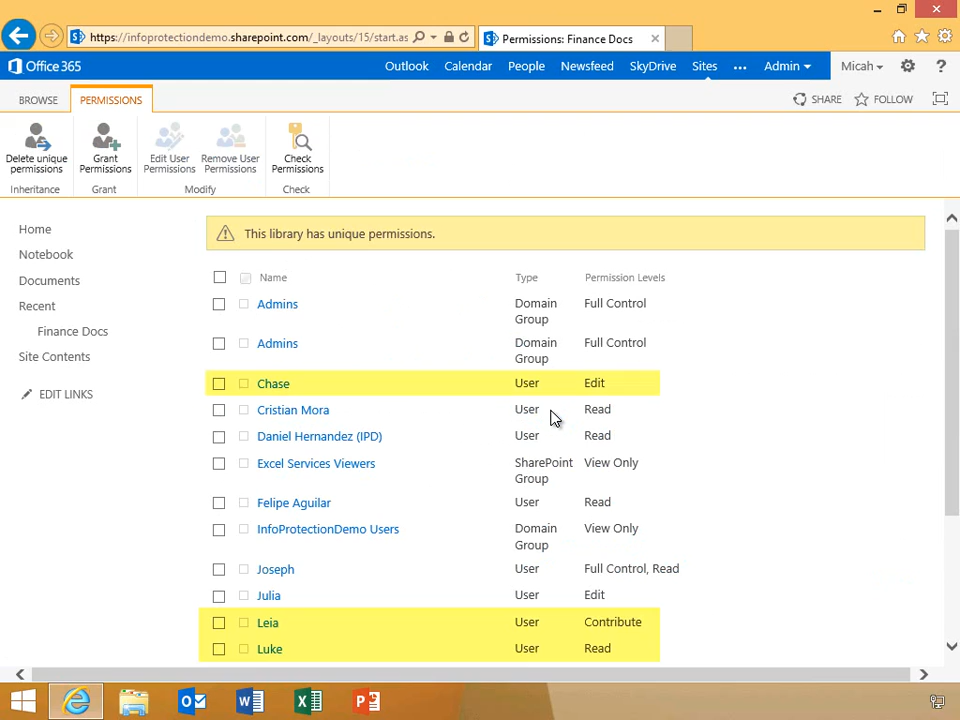 https://infoprotectiondemo.sharepoint.com/_layouts/15/start.as
Permissions: Finance Docs
Office 365
Outlook Calendar People Newsfeed SkyDrive Sites ... Admin Micah ?
BROWSE PERMISSIONS SHARE FOLLOW
Delete unique permissions
Grant Permissions
Edit User Permissions
Remove User Permissions
Check Permissions
Inheritance Grant Modify Check
Home
Notebook
Documents
Recent
Finance Docs
Site Contents
EDIT LINKS
This library has unique permissions.
Name Type Permission Levels
Admins Domain Group Full Control
Admins Domain Group Full Control
Chase User Edit
Cristian Mora User Read
Daniel Hernandez (IPD) User Read
Excel Services Viewers SharePoint Group View Only
Felipe Aguilar User Read
InfoProtectionDemo Users Domain Group View Only
Joseph User Full Control, Read
Julia User Edit
Leia User Contribute
Luke User Read